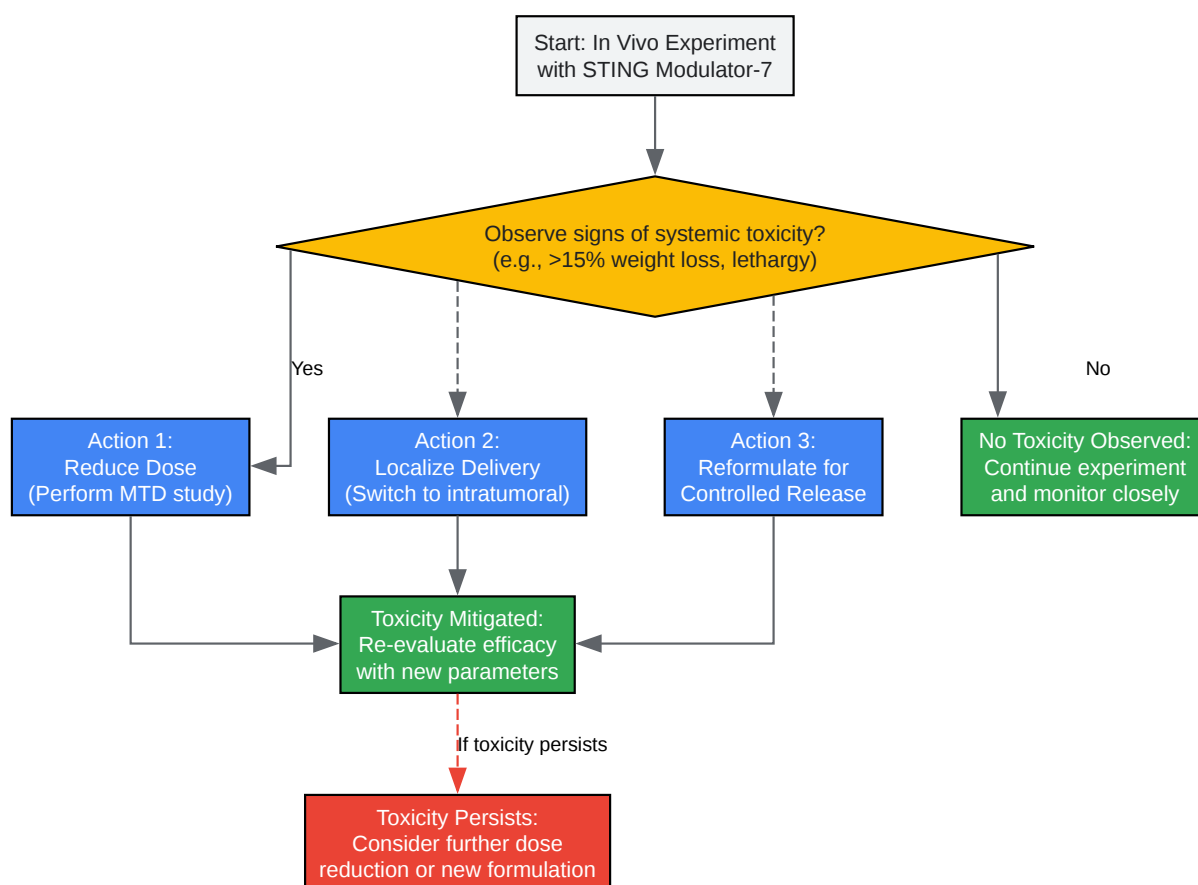 Start: In Vivo Experiment
with STING Modulator-7
Observe signs of systemic toxicity?
(e.g., >15% weight loss, lethargy)
Yes
No
Action 1:
Reduce Dose
(Perform MTD study)
Action 2:
Localize Delivery
(Switch to intratumoral)
Action 3:
Reformulate for
Controlled Release
No Toxicity Observed:
Continue experiment
and monitor closely
Toxicity Mitigated:
Re-evaluate efficacy
with new parameters
If toxicity persists
Toxicity Persists:
Consider further dose
reduction or new formulation